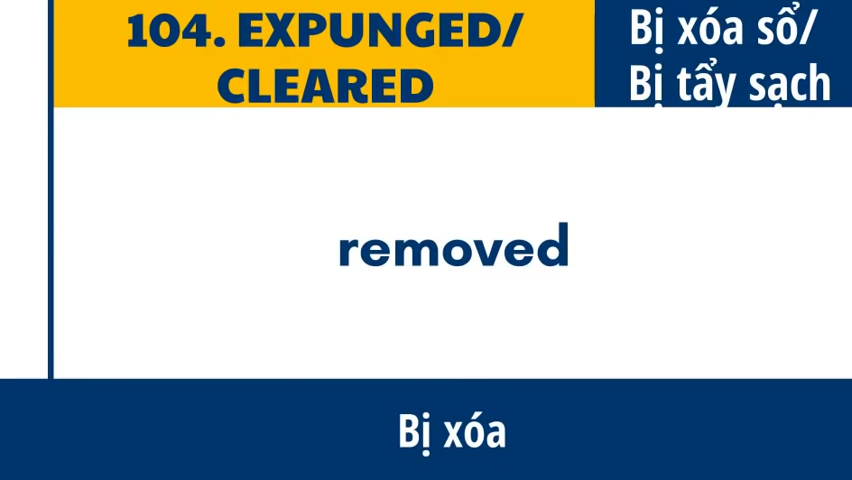 104. EXPUNGED/
CLEARED
Bị xóa sổ/
Bị tẩy sạch
removed
Bị xóa